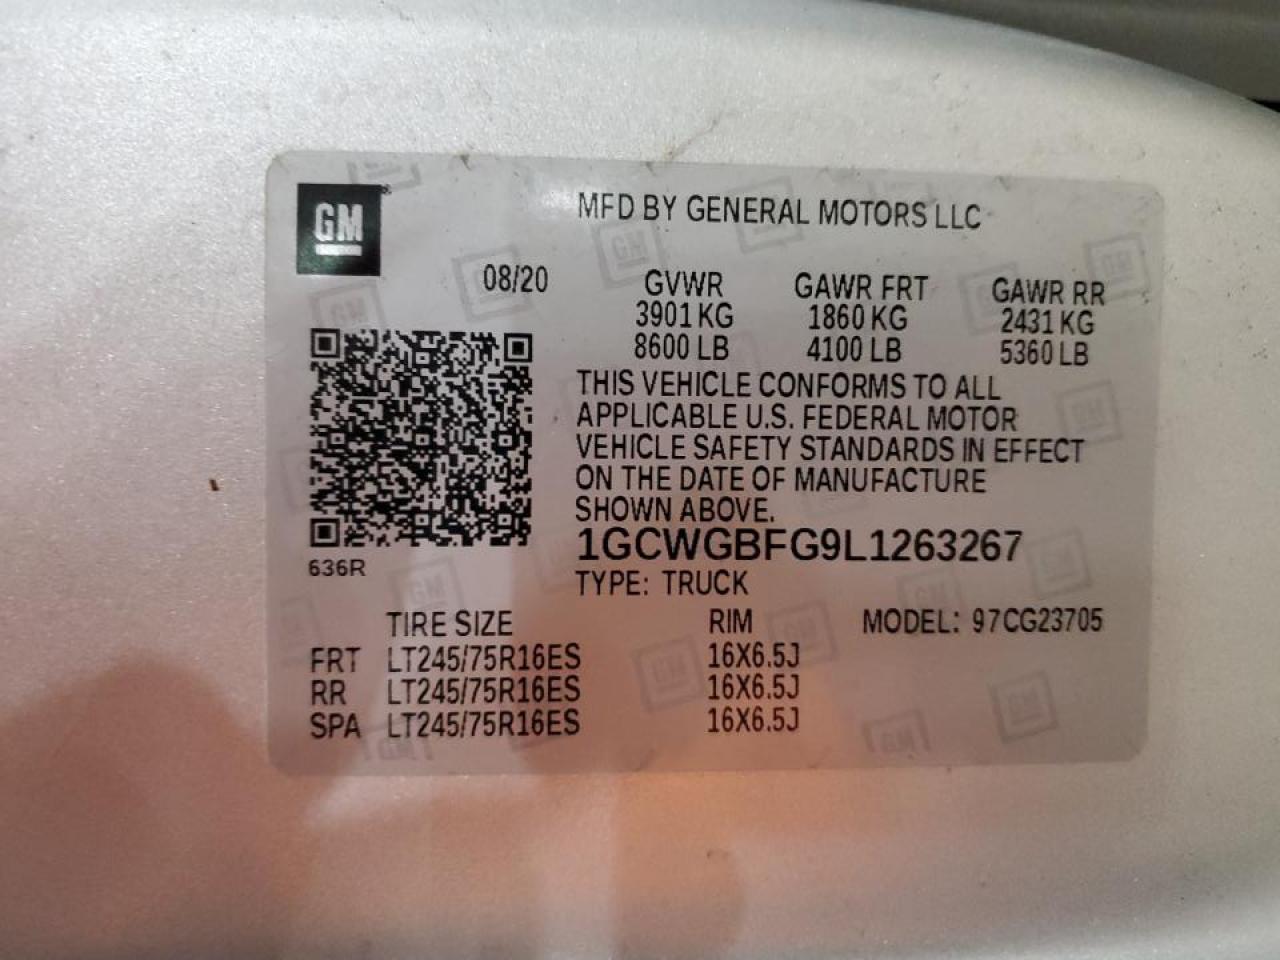 GM®
MFD BY GENERAL MOTORS LLC
08/20
GVWR GAWR FRT GAWR RR
3901 KG 1860 KG 2431 KG
8600 LB 4100 LB 5360 LB
THIS VEHICLE CONFORMS TO ALL
APPLICABLE U.S. FEDERAL MOTOR
VEHICLE SAFETY STANDARDS IN EFFECT
ON THE DATE OF MANUFACTURE
SHOWN ABOVE.
1GCWGBFG9L1263267
636R
TYPE: TRUCK
TIRE SIZE RIM MODEL: 97CG23705
FRT LT245/75R16ES 16X6.5J
RR LT245/75R16ES 16X6.5J
SPA LT245/75R16ES 16X6.5J